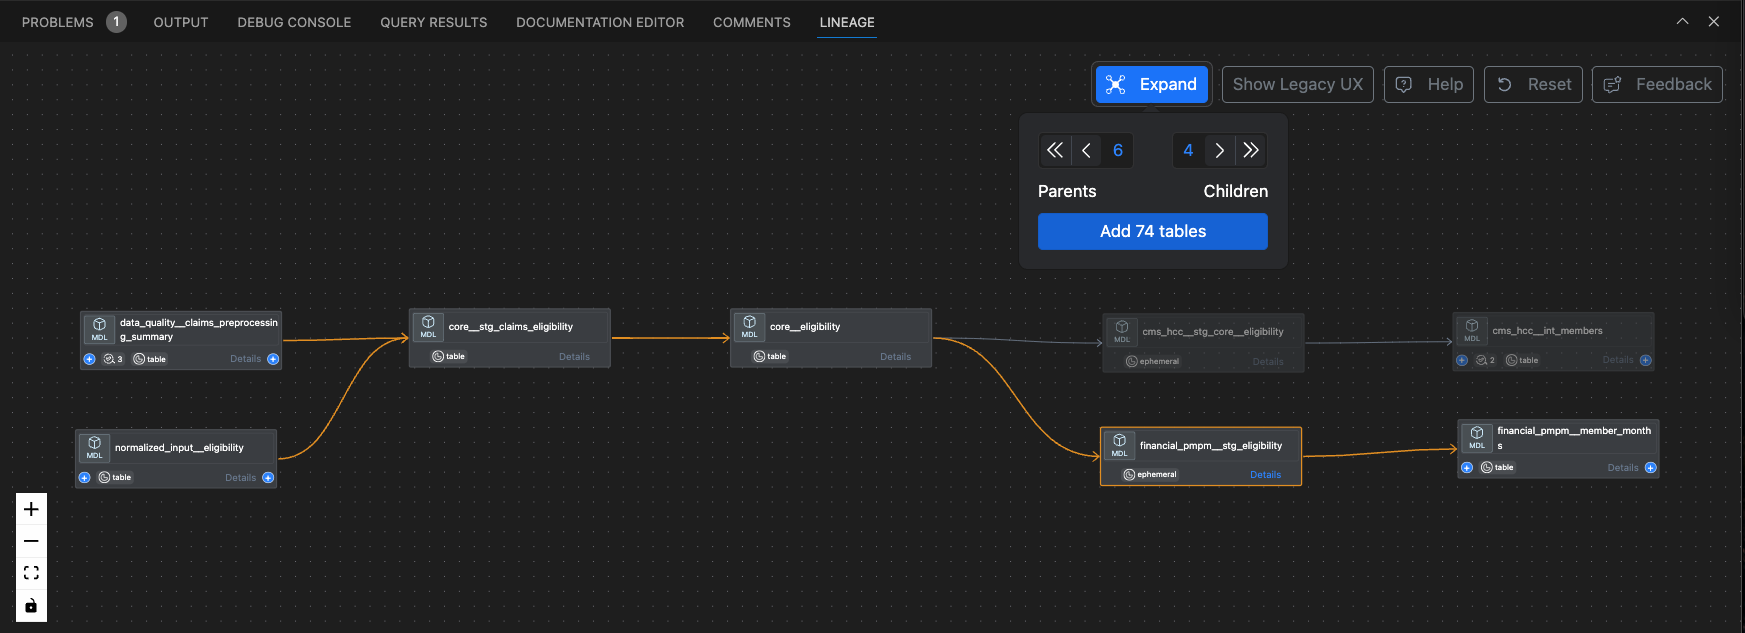 PROBLEMS 1 OUTPUT DEBUG CONSOLE QUERY RESULTS DOCUMENTATION EDITOR COMMENTS LINEAGE
Expand Show Legacy UX Help Reset Feedback
6 4
Parents Children
Add 74 tables
data_quality__claims_preprocessin
g_summary
MDL
3 table Details
core__stg_claims_eligibility
MDL
table Details
core__eligibility
MDL
table Details
cms_hcc__stg_core__eligibility
MDL
ephemeral Details
cms_hcc__int_members
MDL
2 table Details
normalized_input__eligibility
MDL
table Details
financial_pmpm__stg_eligibility
MDL
ephemeral Details
financial_pmpm__member_month
s
MDL
table Details